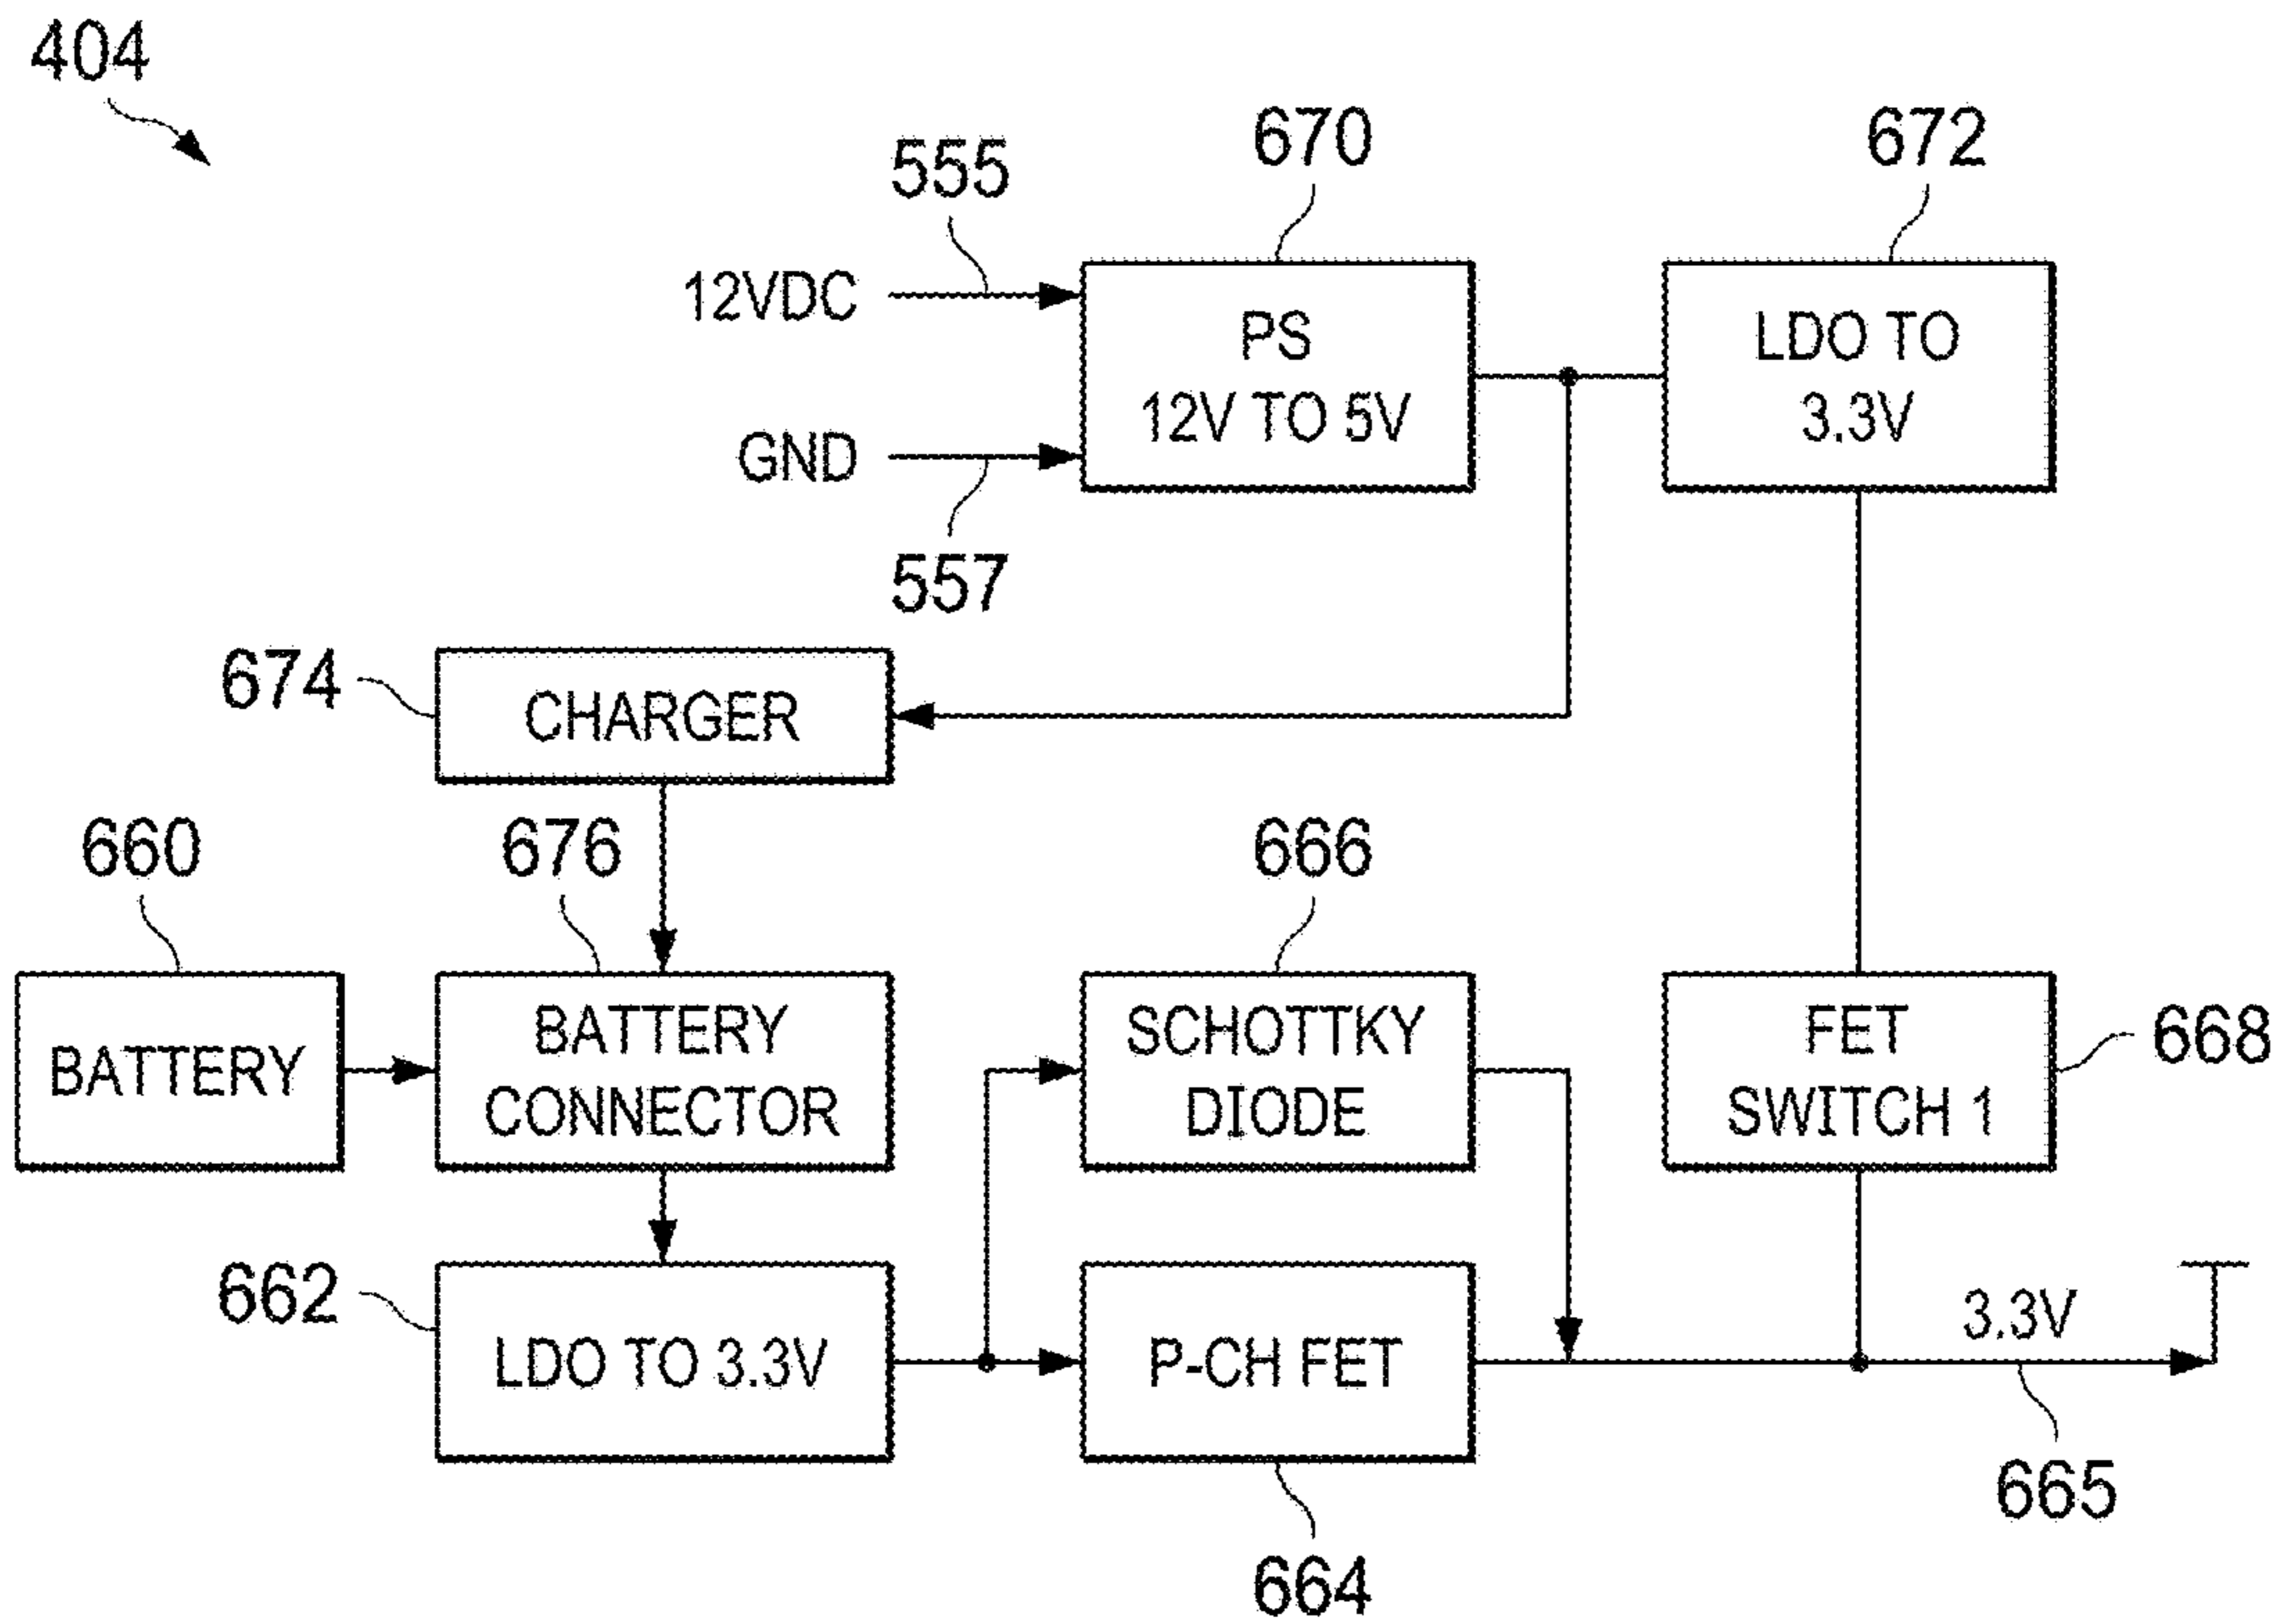 404
555
670
672
12VDC
PS
12V TO 5V
LDO TO
3.3V
GND
557
674
CHARGER
660
676
666
BATTERY
BATTERY
CONNECTOR
SCHOTTKY
DIODE
FET
SWITCH 1
668
662
LDO TO 3.3V
P-CH FET
3.3V
665
664